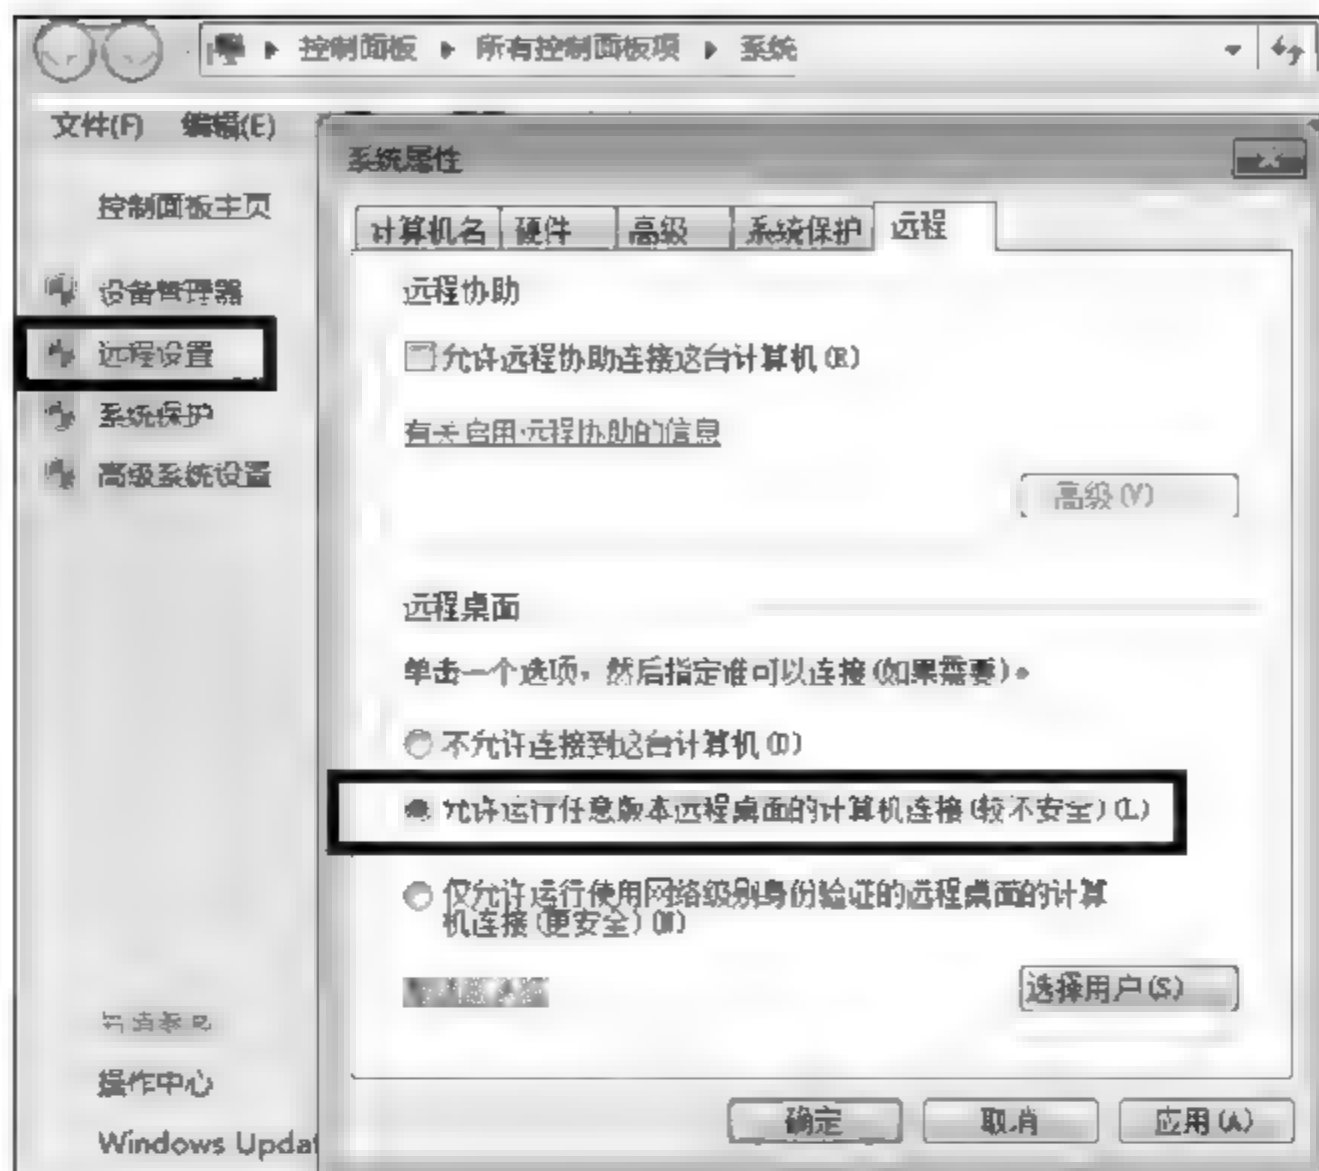 控制面板 所有控制面板项 系统
文件(F) 编辑(E)
系统属性
控制面板主页
计算机名 硬件 高级 系统保护 远程
设备管理器
远程设置
系统保护
高级系统设置
远程协助
允许远程协助连接这台计算机(R)
有关启用远程协助的信息
高级(V)
远程桌面
单击一个选项，然后指定谁可以连接(如果需要)。
不允许连接到这台计算机(D)
允许运行任意版本远程桌面的计算机连接(较不安全)(L)
仅允许运行使用网络级别身份验证的远程桌面的计算
机连接(更安全)(N)
选择用户(S)
另请参阅
操作中心
Windows Updat
确定 取消 应用(A)